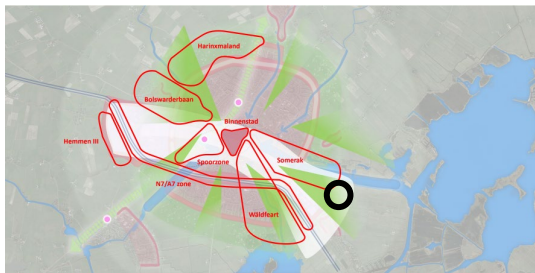 Harinxmaland
Bolswarderbaan
Binnenstad
Hemmen III
Spoorzone
Somerak
N7/A7 zone
Wâldfeart